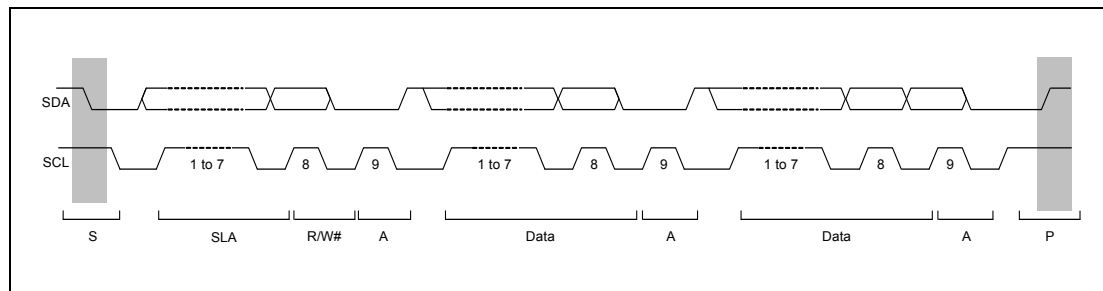 SDA
SCL 1 to 7 8 9 1 to 7 8 9 1 to 7 8 9
S SLA R/W# A Data A Data A P